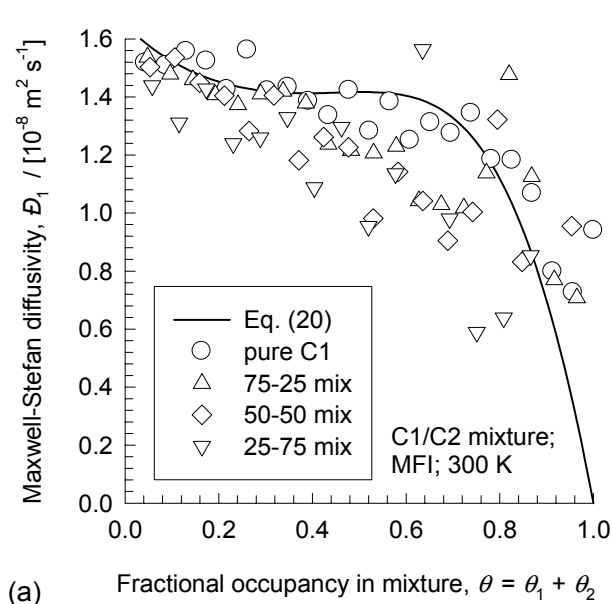 Maxwell-Stefan diffusivity, Đ₁ / [10⁻⁸ m² s⁻¹]
1.6
1.4
1.2
1.0
0.8
0.6
0.4
0.2
0.0
Eq. (20)
pure C1
75-25 mix
50-50 mix
25-75 mix
C1/C2 mixture;
MFI; 300 K
0.0 0.2 0.4 0.6 0.8 1.0
(a) Fractional occupancy in mixture, θ = θ₁ + θ₂